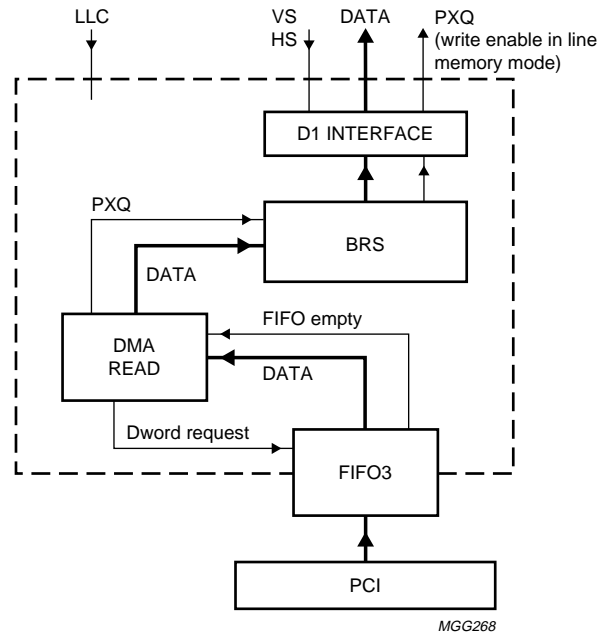 LLC
VS
HS
DATA
PXQ
(write enable in line
memory mode)
D1 INTERFACE
PXQ
BRS
DATA
FIFO empty
DMA
READ
DATA
Dword request
FIFO3
PCI
MGG268